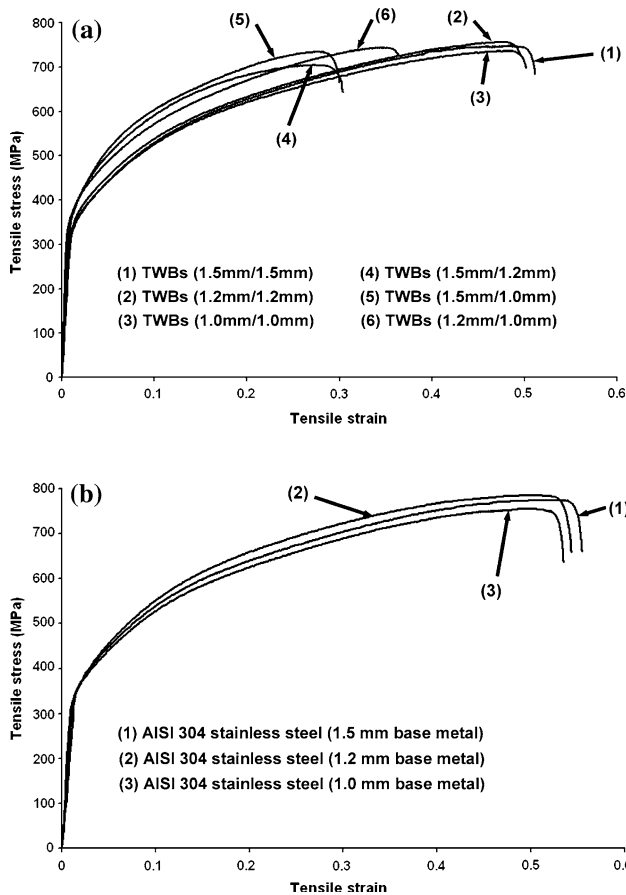 (a)
(5)
(6)
(2)
(1)
(3)
(4)
800
700
600
500
400
300
200
100
0
Tensile stress (MPa)
(1) TWBs (1.5mm/1.5mm)
(2) TWBs (1.2mm/1.2mm)
(3) TWBs (1.0mm/1.0mm)
(4) TWBs (1.5mm/1.2mm)
(5) TWBs (1.5mm/1.0mm)
(6) TWBs (1.2mm/1.0mm)
0 0.1 0.2 0.3 0.4 0.5 0.6
Tensile strain
(b)
(2)
(1)
(3)
800
700
600
500
400
300
200
100
0
Tensile stress (MPa)
(1) AISI 304 stainless steel (1.5 mm base metal)
(2) AISI 304 stainless steel (1.2 mm base metal)
(3) AISI 304 stainless steel (1.0 mm base metal)
0 0.1 0.2 0.3 0.4 0.5 0.6
Tensile strain